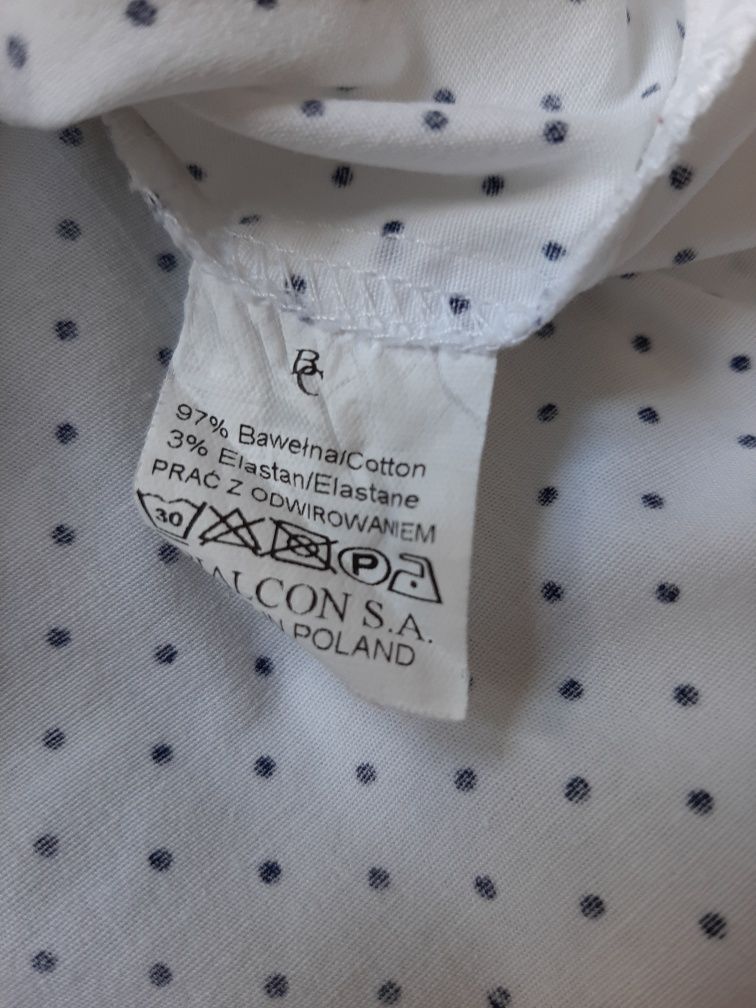 BC
97% Bawełna/Cotton
3% Elastan/Elastane
PRAĆ Z ODWIROWANIEM
30 P
S.A.
POLAND